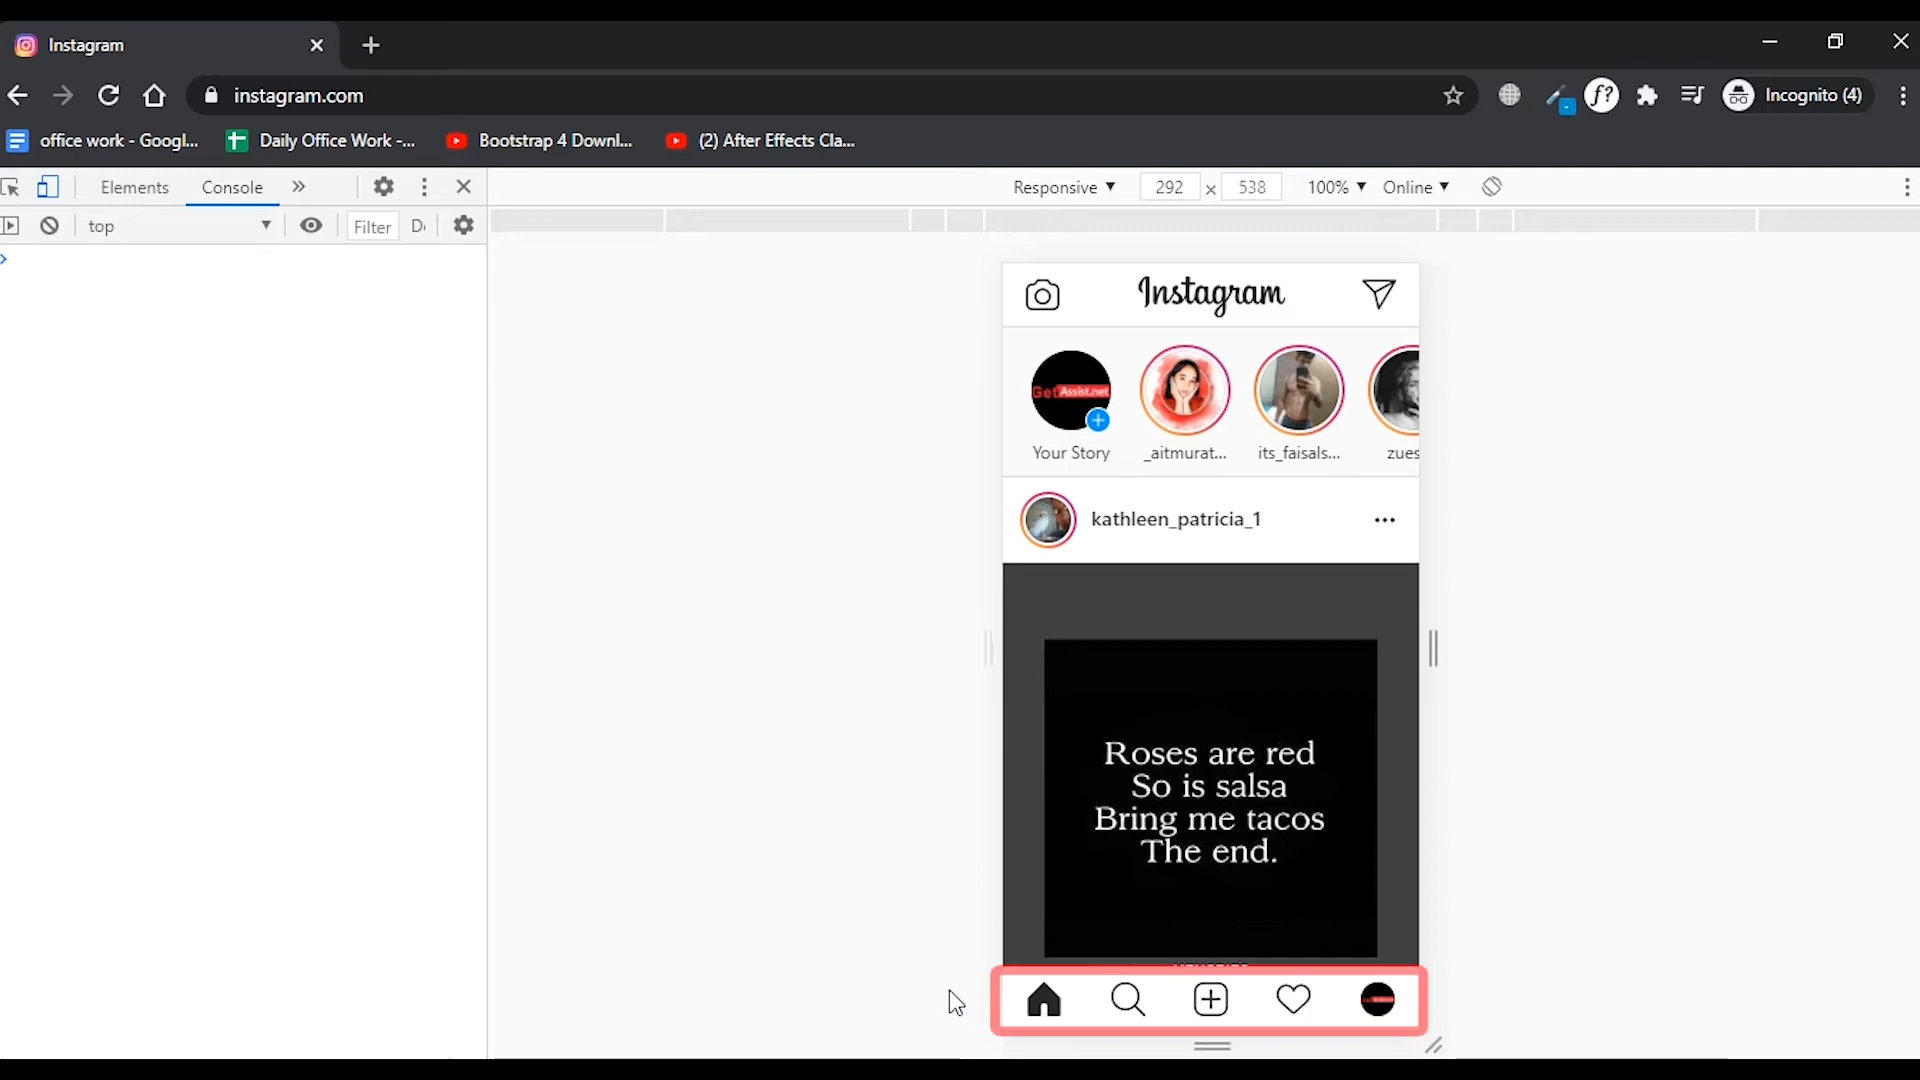 Instagram
instagram.com
Incognito (4)
office work - Googl...
Daily Office Work -...
Bootstrap 4 Downl...
(2) After Effects Cla...
Elements
Console
Responsive
292 x 538
100%
Online
top
Filter
Instagram
GetAssist.net
Your Story
_aitmurat...
its_faisals...
zues
kathleen_patricia_1
Roses are red
So is salsa
Bring me tacos
The end.